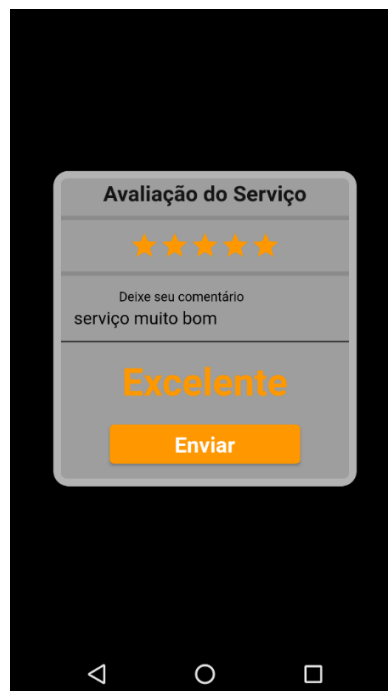 Avaliação do Serviço
Deixe seu comentário
serviço muito bom
Excelente
Enviar